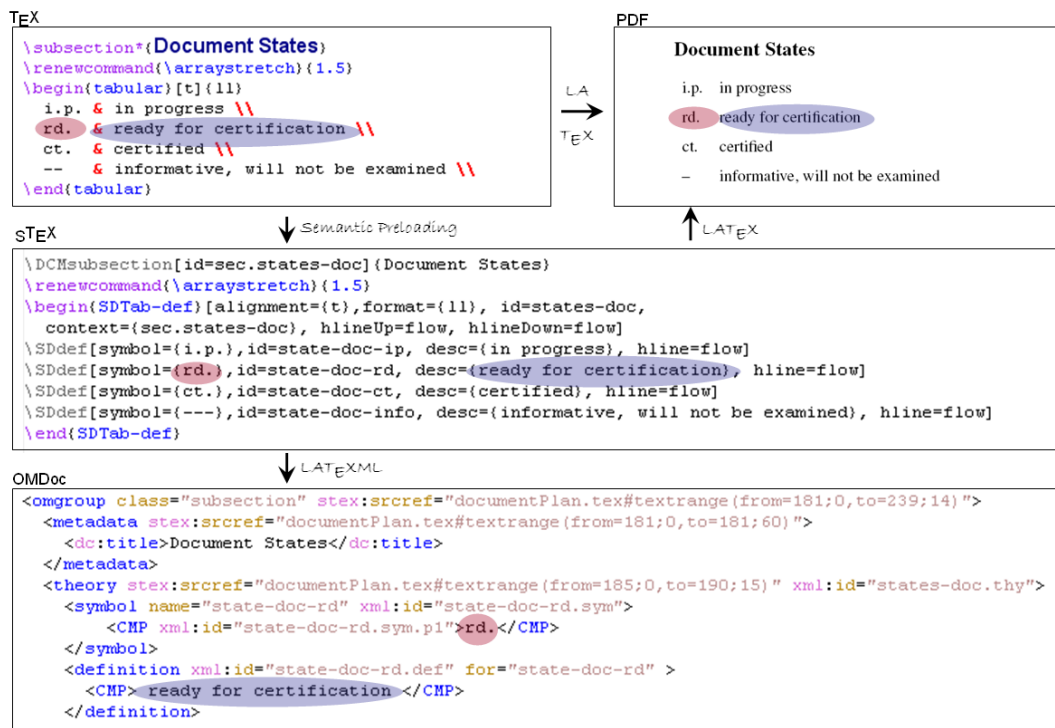 TEX
\subsection*{Document States}
\renewcommand{\arraystretch}{1.5}
\begin{tabular}[t]{ll}
i.p. & in progress \\
rd. & ready for certification \\
ct. & certified \\
-- & informative, will not be examined \\
\end{tabular}
LA
TEX
PDF
Document States
i.p. in progress
rd. ready for certification
ct. certified
– informative, will not be examined
Semantic Preloading
LATEX
sTEX
\DCMsubsection[id=sec.states-doc]{Document States}
\renewcommand{\arraystretch}{1.5}
\begin{SDTab-def}[alignment={t},format={ll}, id=states-doc,
context={sec.states-doc}, hlineUp=flow, hlineDown=flow]
\SDdef[symbol={i.p.},id=state-doc-ip, desc={in progress}, hline=flow]
\SDdef[symbol={rd.},id=state-doc-rd, desc={ready for certification}, hline=flow]
\SDdef[symbol={ct.},id=state-doc-ct, desc={certified}, hline=flow]
\SDdef[symbol={---},id=state-doc-info, desc={informative, will not be examined}, hline=flow]
\end{SDTab-def}
LATEXML
OMDoc
<omgroup class="subsection" stex:srcref="documentPlan.tex#textrange(from=181;0,to=239;14)">
<metadata stex:srcref="documentPlan.tex#textrange(from=181;0,to=181;60)">
<dc:title>Document States</dc:title>
</metadata>
<theory stex:srcref="documentPlan.tex#textrange(from=185;0,to=190;15)" xml:id="states-doc.thy">
<symbol name="state-doc-rd" xml:id="state-doc-rd.sym">
<CMP xml:id="state-doc-rd.sym.p1">rd.</CMP>
</symbol>
<definition xml:id="state-doc-rd.def" for="state-doc-rd" >
<CMP> ready for certification </CMP>
</definition>